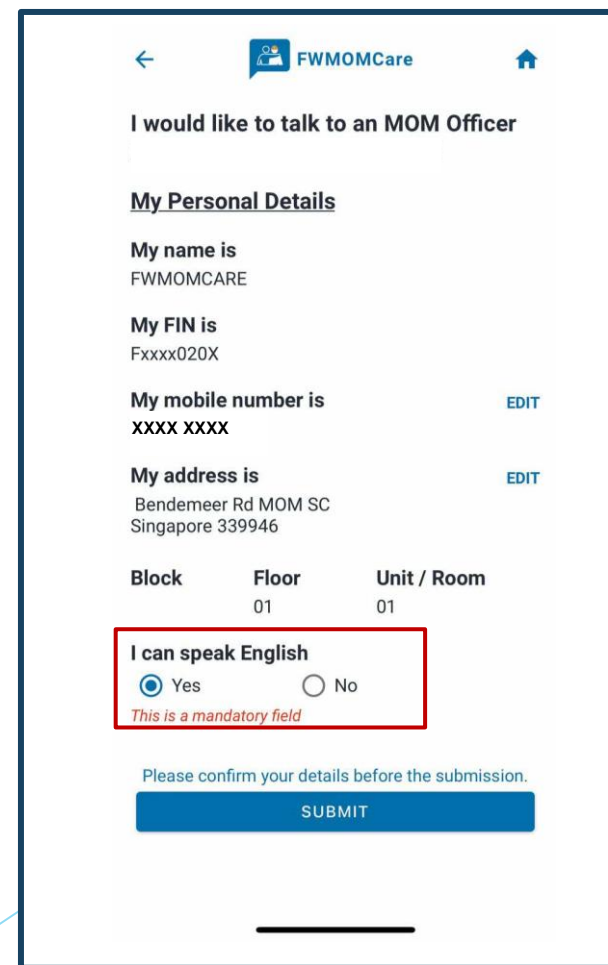 FWMOMCare
I would like to talk to an MOM Officer
My Personal Details
My name is
FWMOMCARE
My FIN is
Fxxxx020X
My mobile number is EDIT
XXXX XXXX
My address is EDIT
Bendemeer Rd MOM SC
Singapore 339946
Block Floor Unit / Room
01 01
I can speak English
Yes No
This is a mandatory field
Please confirm your details before the submission.
SUBMIT